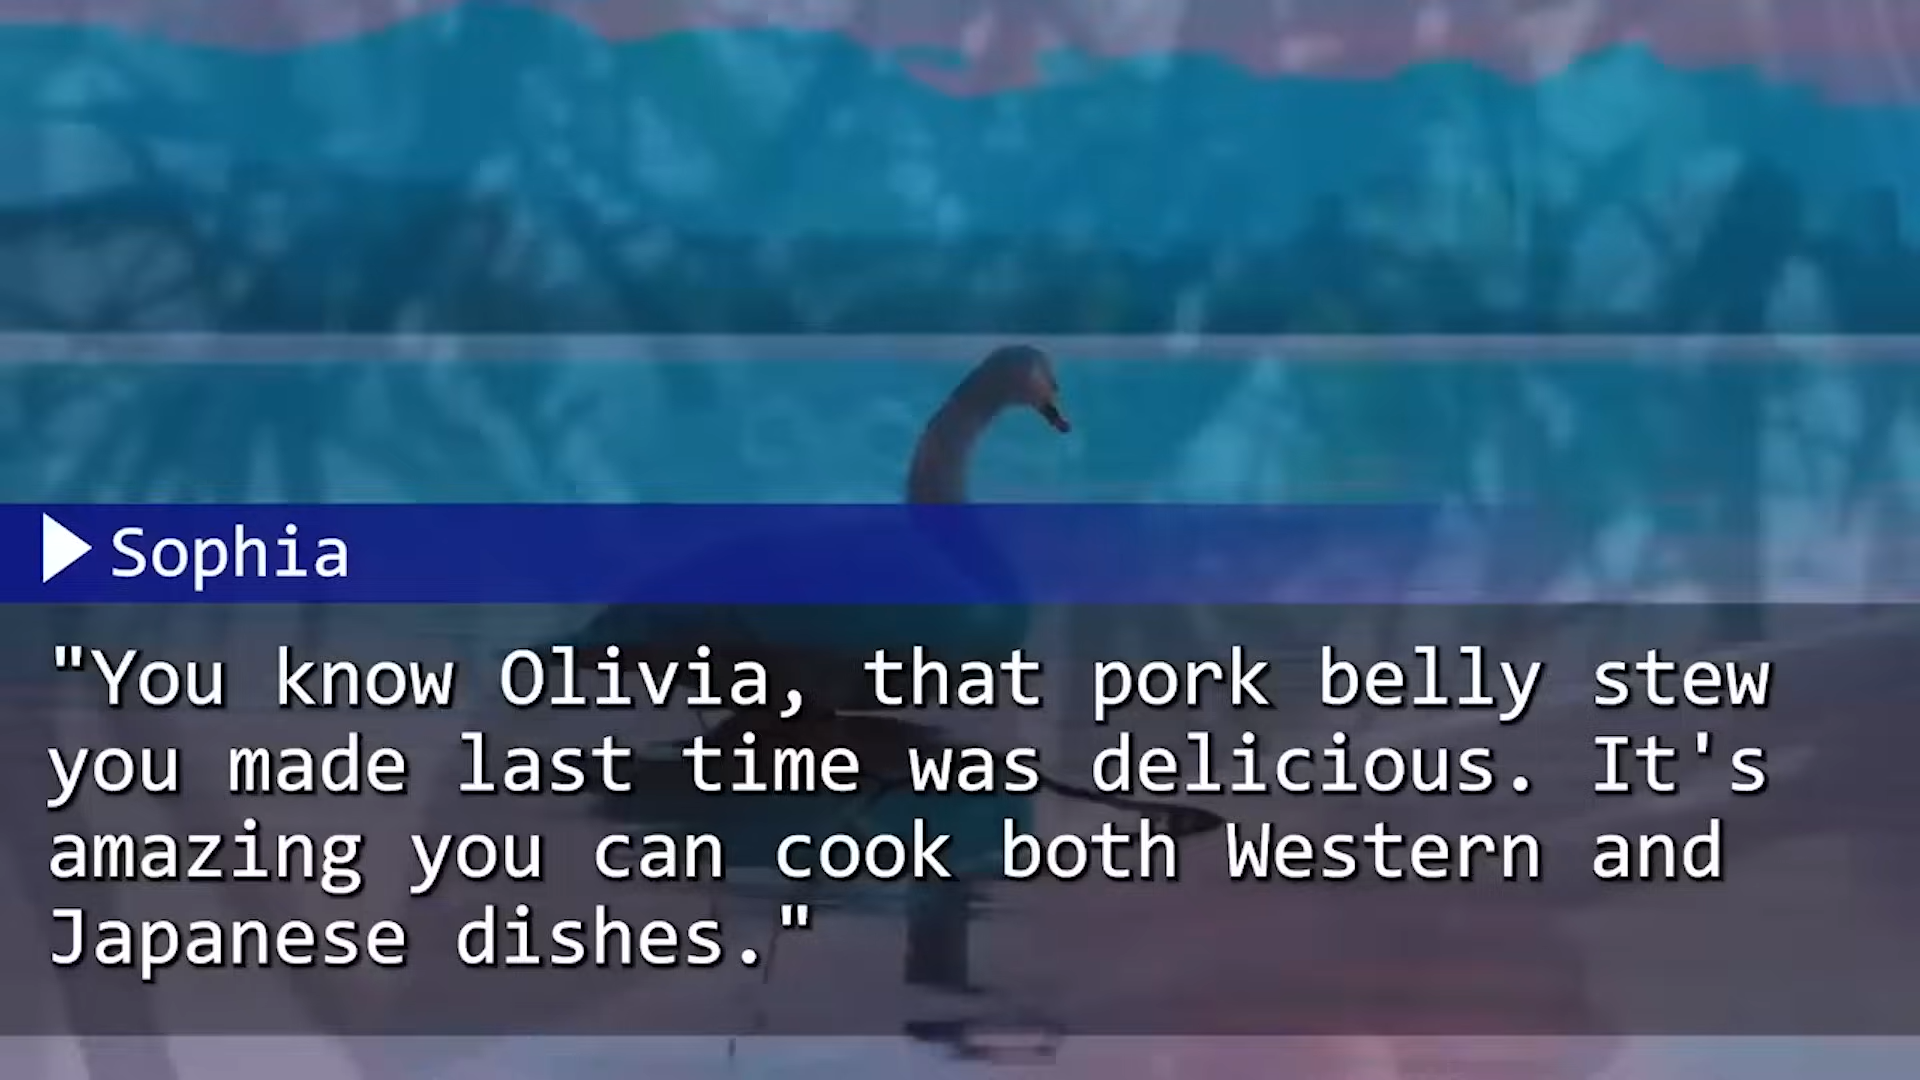 Sophia
"You know Olivia, that pork belly stew
you made last time was delicious. It's
amazing you can cook both Western and
Japanese dishes."